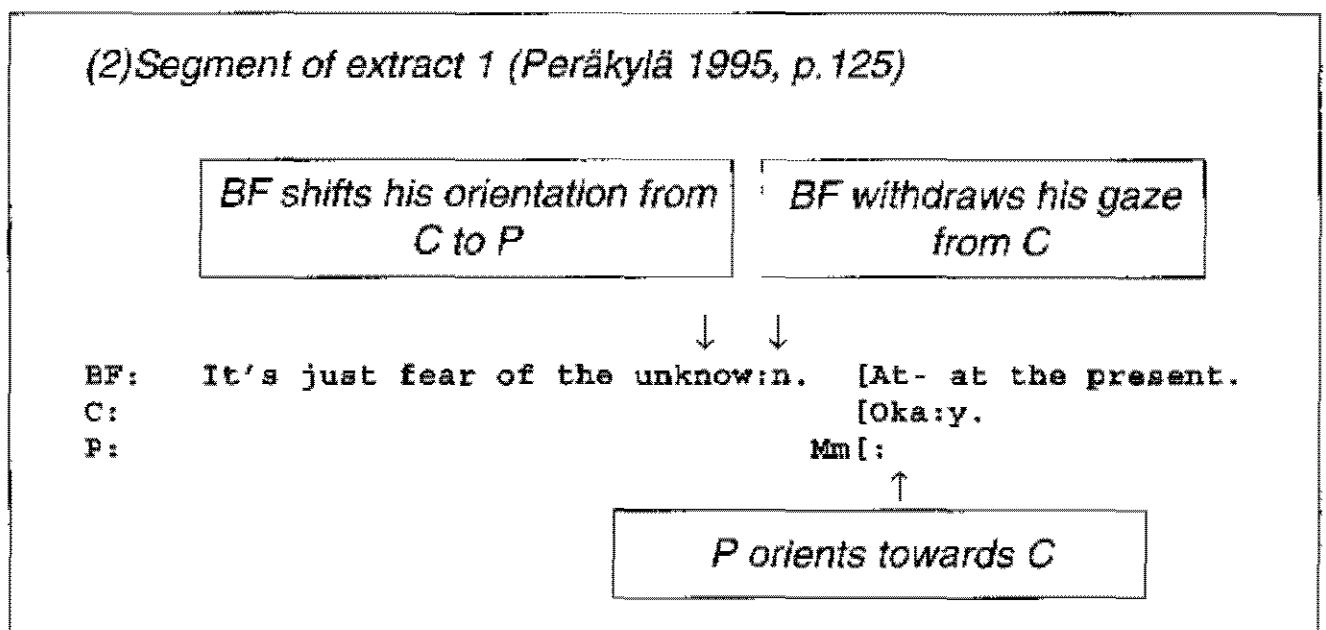 (2)Segment of extract 1 (Peräkylä 1995, p.125)
BF shifts his orientation from
C to P
BF withdraws his gaze
from C
↓ ↓
BF: It's just fear of the unknow:n. [At- at the present.
C: [Oka:y.
P: Mm[:
↑
P orients towards C